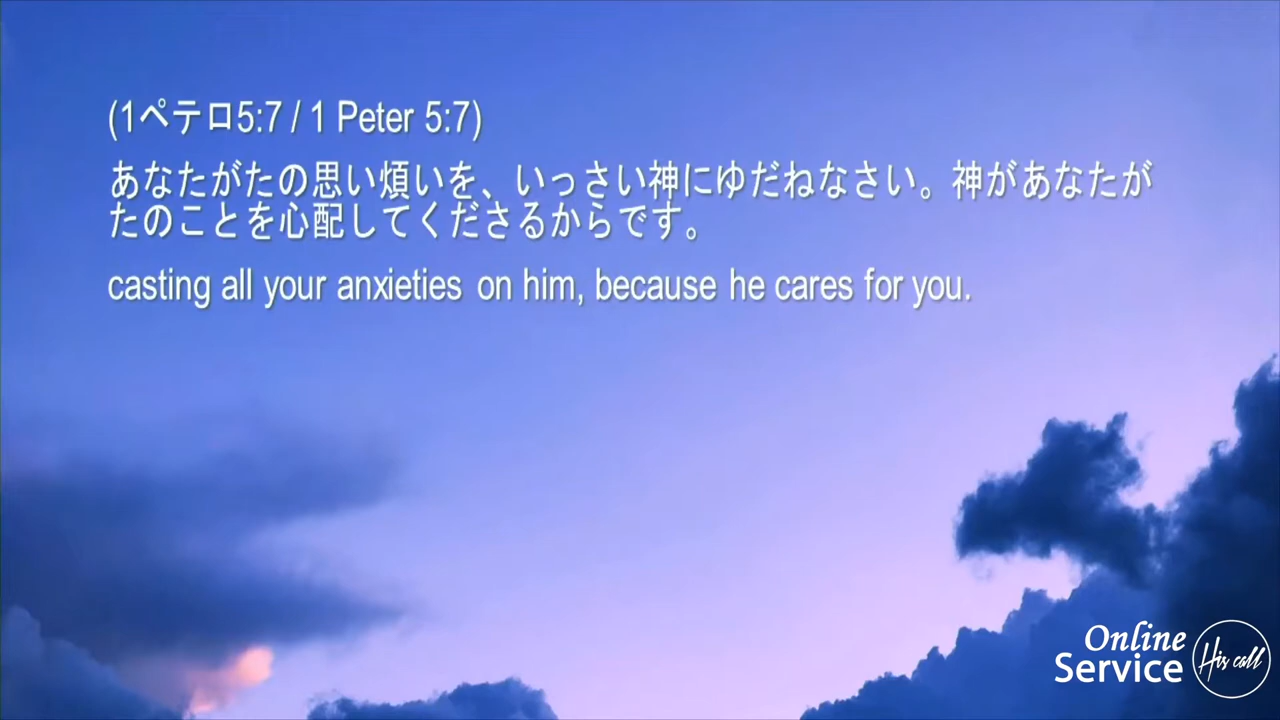 (1ペテロ5:7 / 1 Peter 5:7)
あなたがたの思い煩いを、いっさい神にゆだねなさい。神があなたが
たのことを心配してくださるからです。
casting all your anxieties on him, because he cares for you.
Online
Service
His call